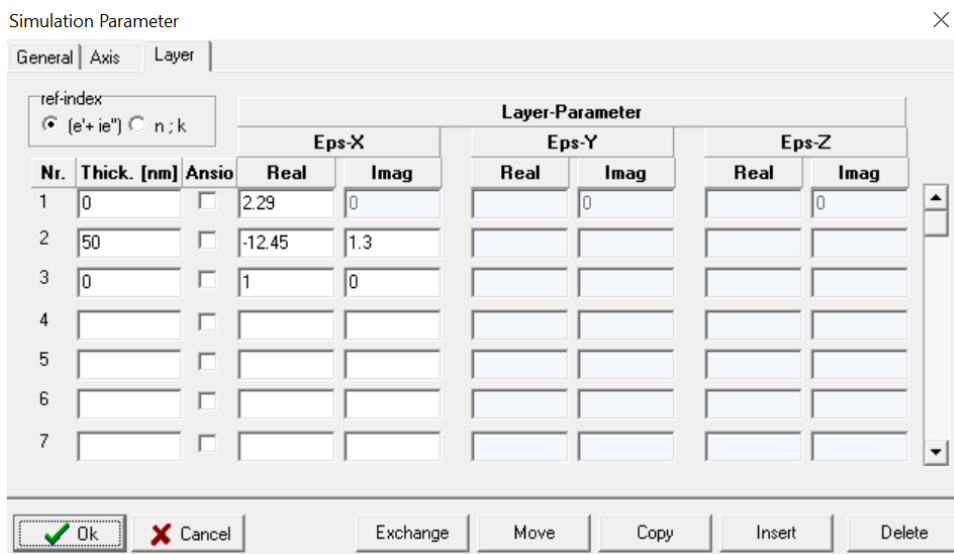 Simulation Parameter
General Axis Layer
ref-index
(e'+ ie'') n ; k
Layer-Parameter
Eps-X Eps-Y Eps-Z
Nr. Thick. [nm] Ansio Real Imag Real Imag Real Imag
1 0 2.29 0 0 0
2 50 -12.45 1.3
3 0 1 0
4
5
6
7
Ok Cancel Exchange Move Copy Insert Delete